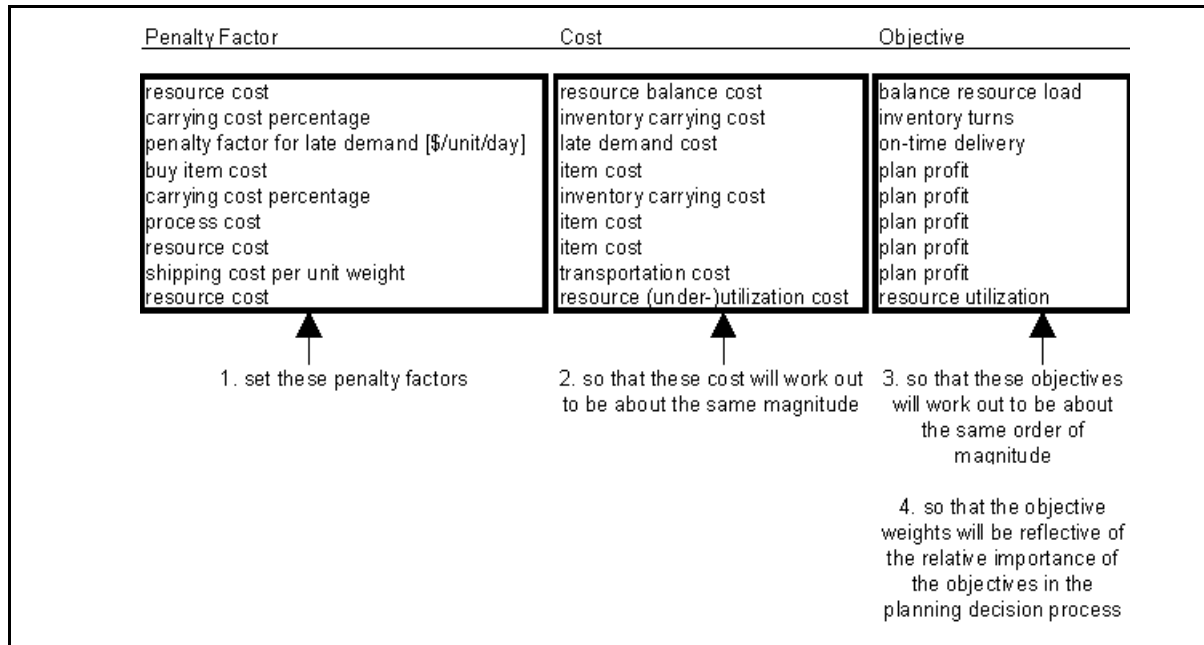 Penalty Factor Cost Objective
resource cost resource balance cost balance resource load
carrying cost percentage inventory carrying cost inventory turns
penalty factor for late demand [$/unit/day] late demand cost on-time delivery
buy item cost item cost plan profit
carrying cost percentage inventory carrying cost plan profit
process cost item cost plan profit
resource cost item cost plan profit
shipping cost per unit weight transportation cost plan profit
resource cost resource (under-)utilization cost resource utilization
1. set these penalty factors
2. so that these cost will work out
to be about the same magnitude
3. so that these objectives
will work out to be about
the same order of
magnitude
4. so that the objective
weights will be reflective of
the relative importance of
the objectives in the
planning decision process